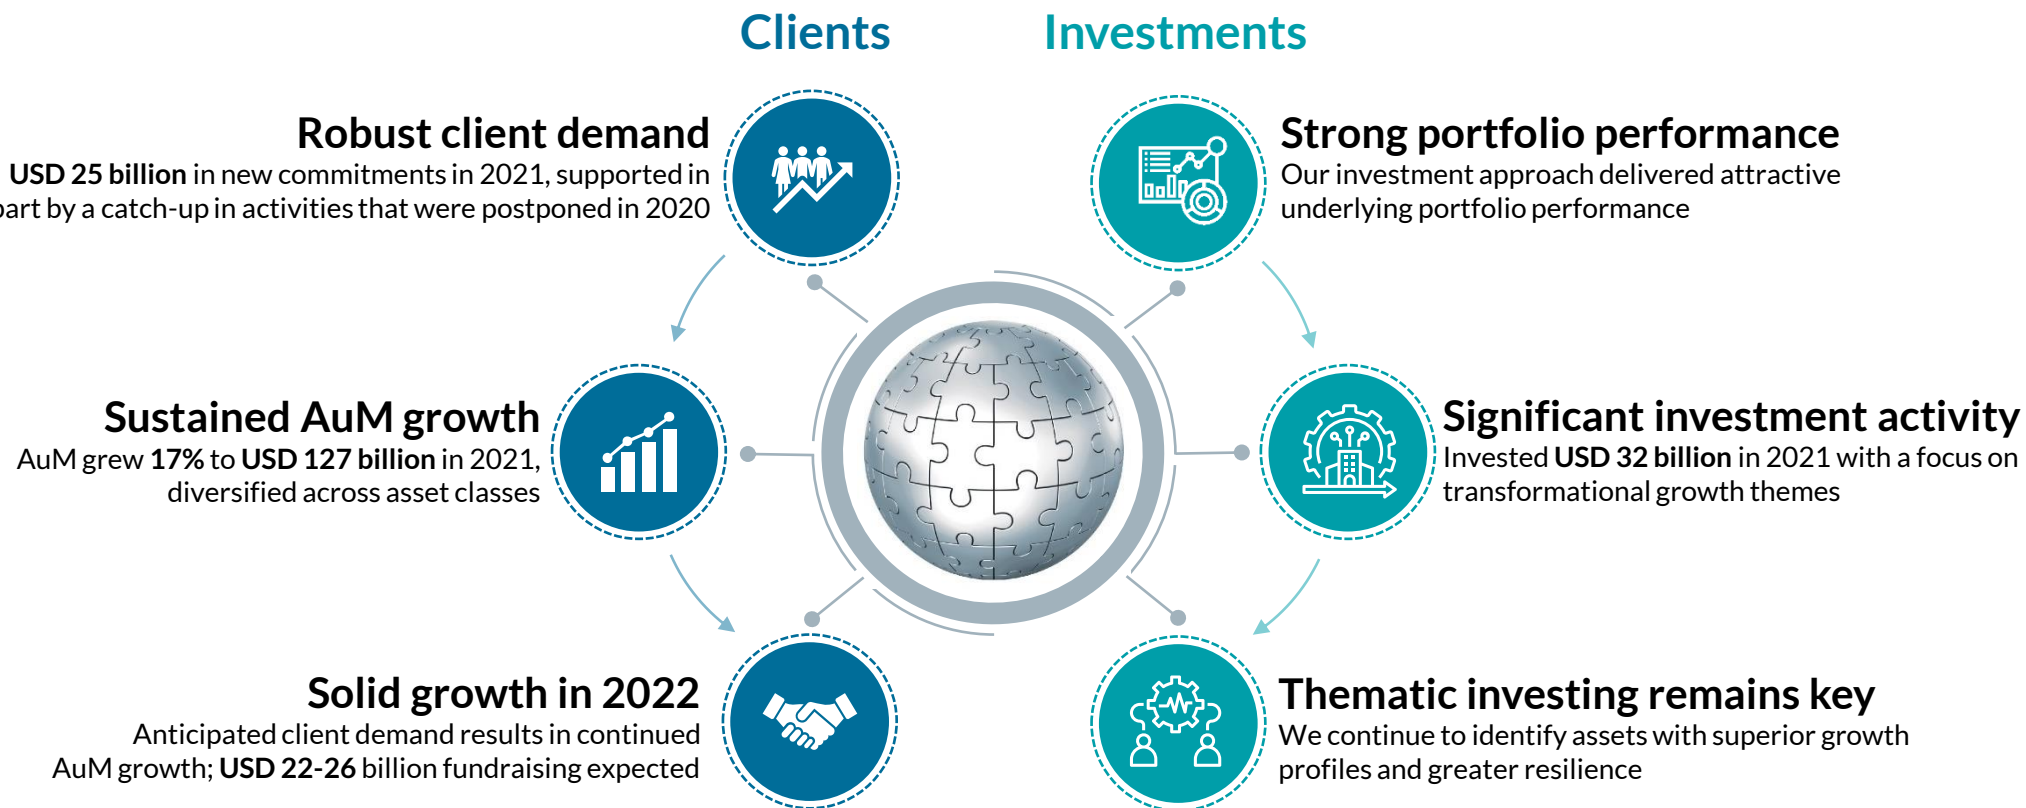 Clients
Robust client demand
USD 25 billion in new commitments in 2021, supported in
part by a catch-up in activities that were postponed in 2020
Sustained AuM growth
AuM grew 17% to USD 127 billion in 2021,
diversified across asset classes
Solid growth in 2022
Anticipated client demand results in continued
AuM growth; USD 22-26 billion fundraising expected
Investments
Strong portfolio performance
Our investment approach delivered attractive
underlying portfolio performance
Significant investment activity
Invested USD 32 billion in 2021 with a focus on
transformational growth themes
Thematic investing remains key
We continue to identify assets with superior growth
profiles and greater resilience